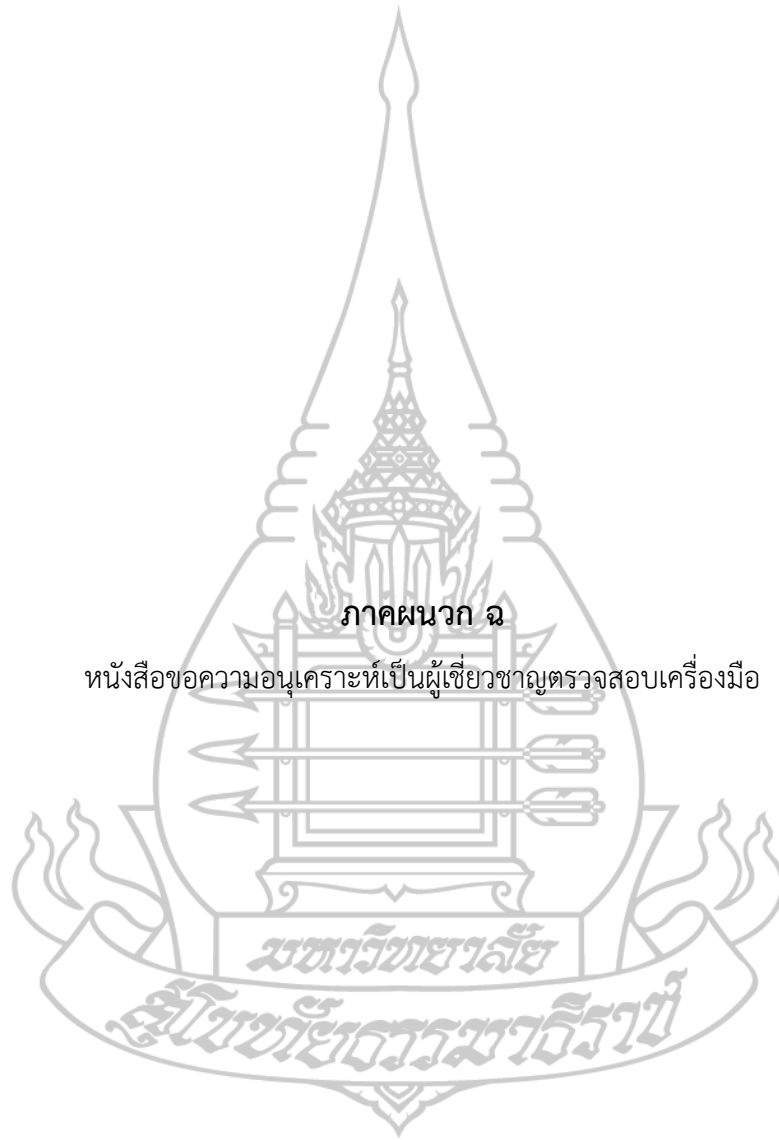 ภาคผนวก ฉ
หนังสือขอความอนุเคราะห์เป็นผู้เชี่ยวชาญตรวจสอบเครื่องมือ
มหาวิทยาลัย
สุโขทัยธรรมาธิราช